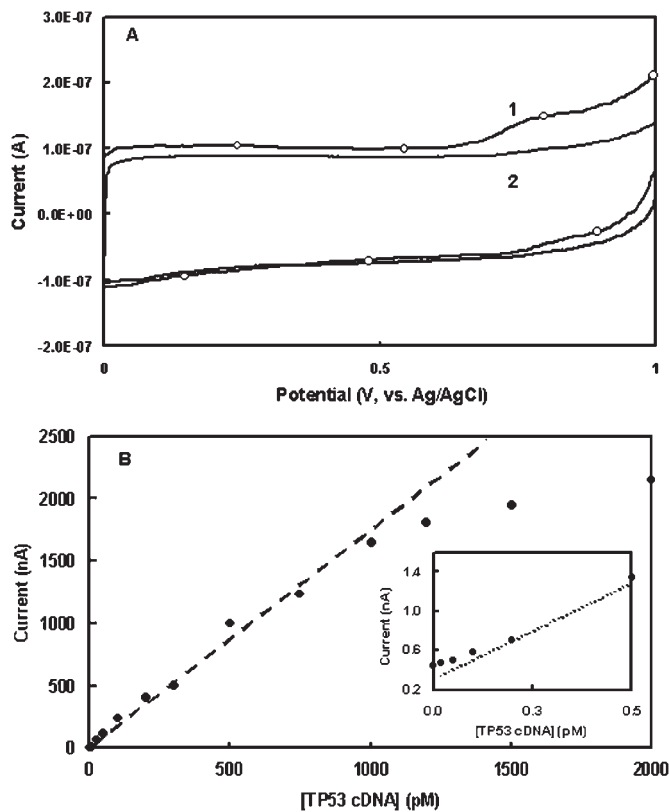 3.0E-07
A
2.0E-07
1
1.0E-07
2
0.0E+00
-1.0E-07
-2.0E-07
Current (A)
0
0.5
1
Potential (V, vs. Ag/AgCl)
2500
B
2000
1500
1000
500
0
Current (nA)
1.4
1.0
0.6
0.2
Current (nA)
0.0
0.3
0.5
[TP53 cDNA] (pM)
0
500
1000
1500
2000
[TP53 cDNA] (pM)